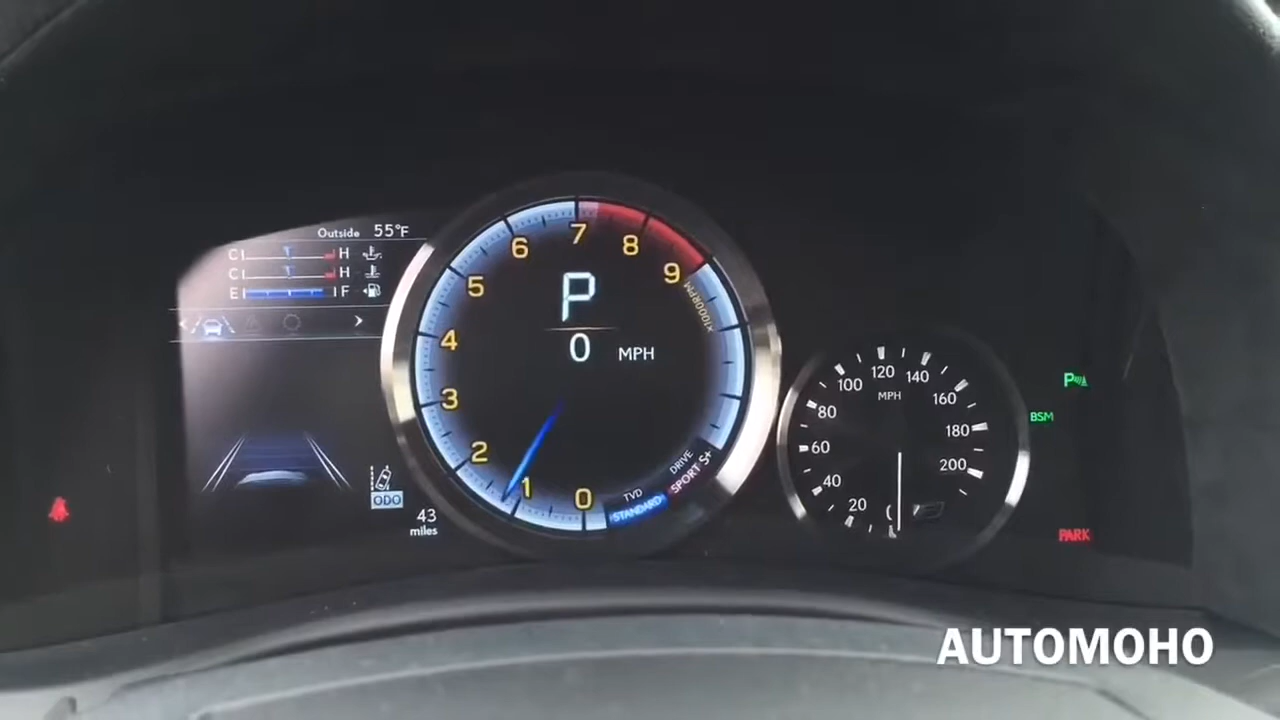 Outside 55°F
C H
C H
E F
ODO
43
miles
0
1
2
3
4
5
6
7
8
9
x1000RPM
P
0 MPH
TVD
STANDARD
DRIVE
SPORT S+
0
20
40
60
80
100
120
140
160
180
200
MPH
P
BSM
PARK
AUTOMOHO